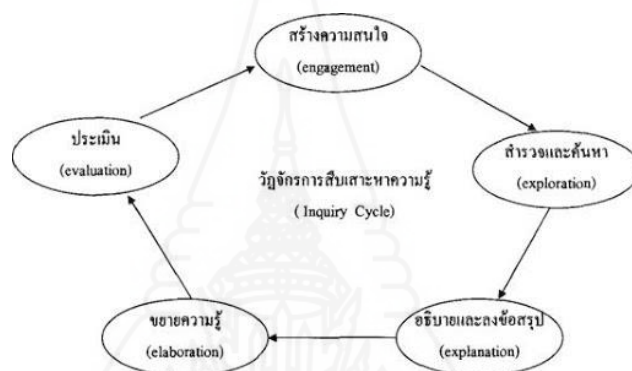 สร้างความสนใจ
(engagement)
สำรวจและค้นหา
(exploration)
อธิบายและลงข้อสรุป
(explanation)
ขยายความรู้
(elaboration)
ประเมิน
(evaluation)
วัฏจักรการสืบเสาะหาความรู้
( Inquiry Cycle)